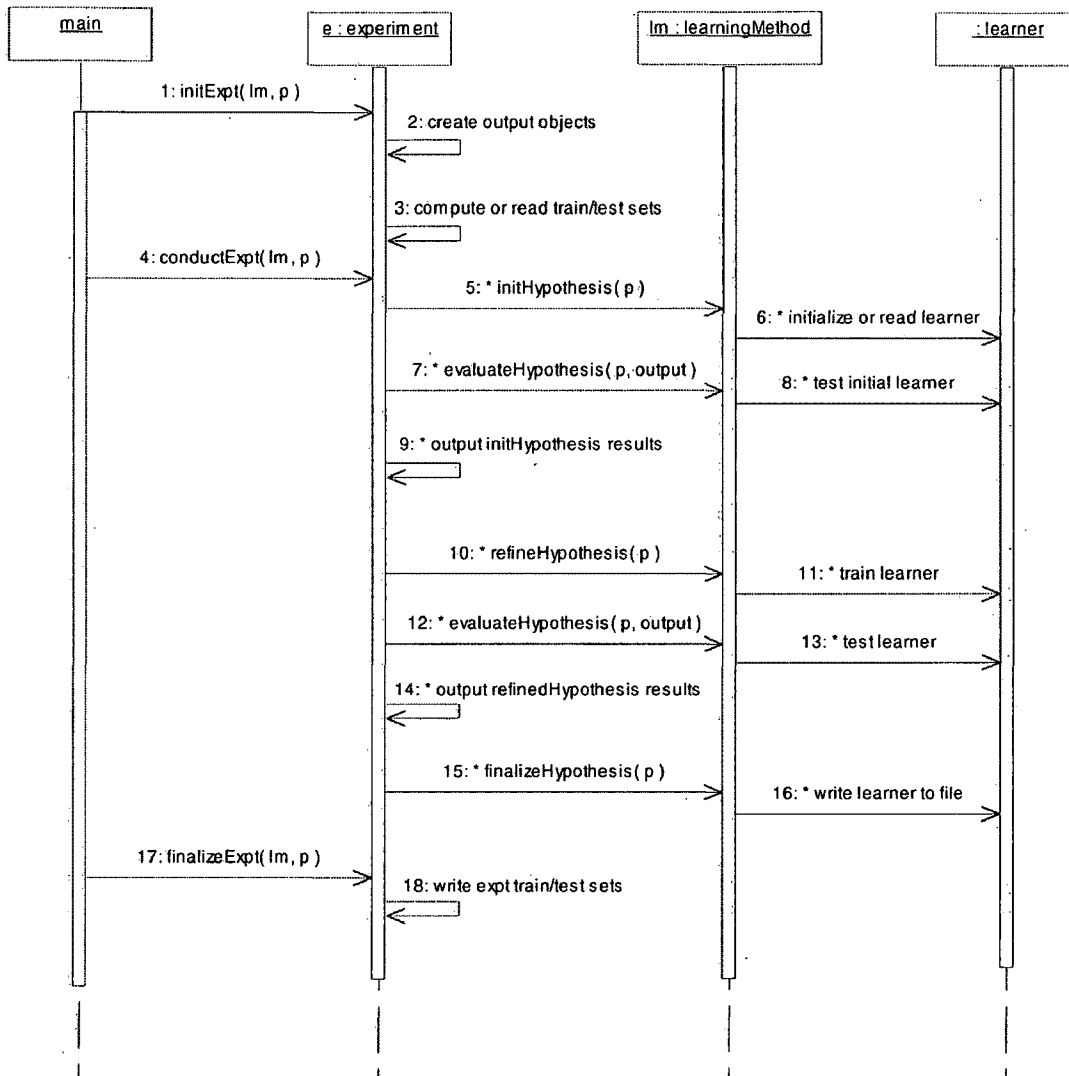 main
e : experiment
lm : learningMethod
: learner
1: initExpt( lm, p )
2: create output objects
3: compute or read train/test sets
4: conductExpt( lm, p )
5: * initHypothesis( p )
6: * initialize or read learner
7: * evaluateHypothesis( p, output )
8: * test initial learner
9: * output initHypothesis results
10: * refineHypothesis( p )
11: * train learner
12: * evaluateHypothesis( p, output )
13: * test learner
14: * output refinedHypothesis results
15: * finalizeHypothesis( p )
16: * write learner to file
17: finalizeExpt( lm, p )
18: write expt train/test sets